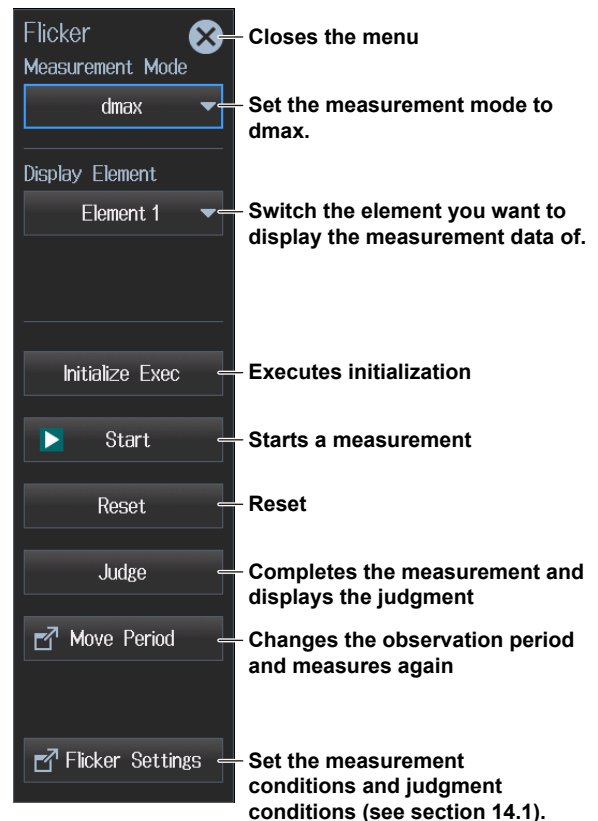 Flicker
Closes the menu
Measurement Mode
dmax
Set the measurement mode to
dmax.
Display Element
Element 1
Switch the element you want to
display the measurement data of.
Initialize Exec
Executes initialization
Start
Starts a measurement
Reset
Reset
Judge
Completes the measurement and
displays the judgment
Move Period
Changes the observation period
and measures again
Flicker Settings
Set the measurement
conditions and judgment
conditions (see section 14.1).